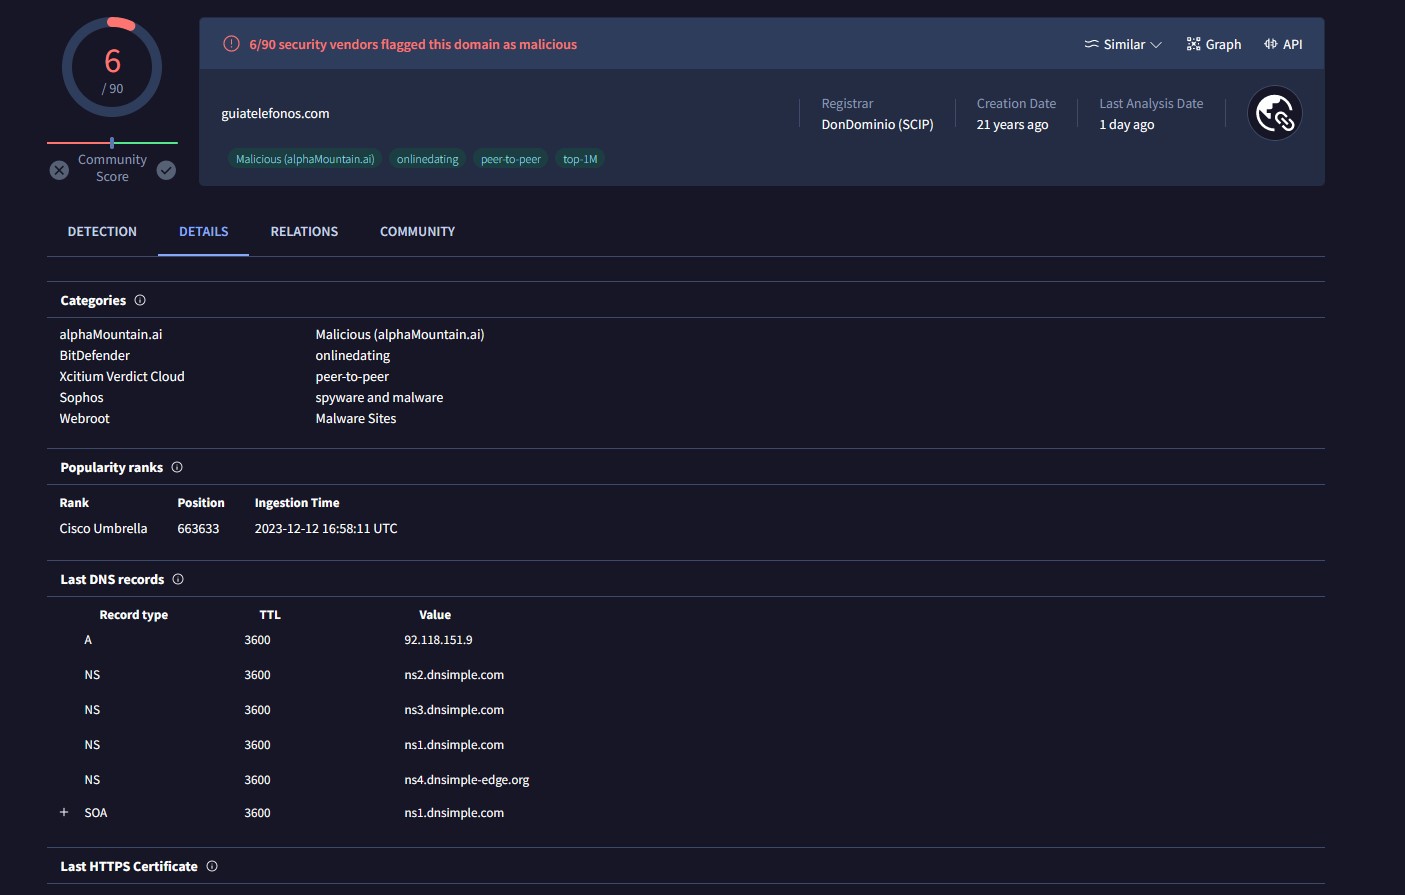 6
/ 90
Community
Score
6/90 security vendors flagged this domain as malicious
Similar
Graph
API
guiatelefonos.com
Registrar
DonDominio (SCIP)
Creation Date
21 years ago
Last Analysis Date
1 day ago
Malicious (alphaMountain.ai) onlinedating peer-to-peer top-1M
DETECTION DETAILS RELATIONS COMMUNITY
Categories
alphaMountain.ai Malicious (alphaMountain.ai)
BitDefender onlinedating
Xcitium Verdict Cloud peer-to-peer
Sophos spyware and malware
Webroot Malware Sites
Popularity ranks
Rank Position Ingestion Time
Cisco Umbrella 663633 2023-12-12 16:58:11 UTC
Last DNS records
Record type TTL Value
A 3600 92.118.151.9
NS 3600 ns2.dnsimple.com
NS 3600 ns3.dnsimple.com
NS 3600 ns1.dnsimple.com
NS 3600 ns4.dnsimple-edge.org
+ SOA 3600 ns1.dnsimple.com
Last HTTPS Certificate